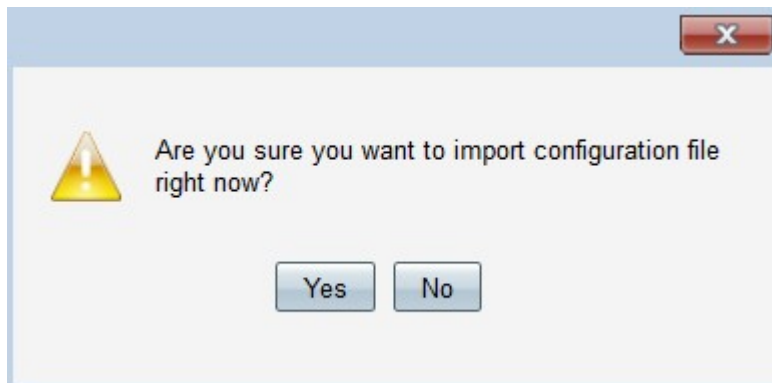 Are you sure you want to import configuration file
right now?
Yes No